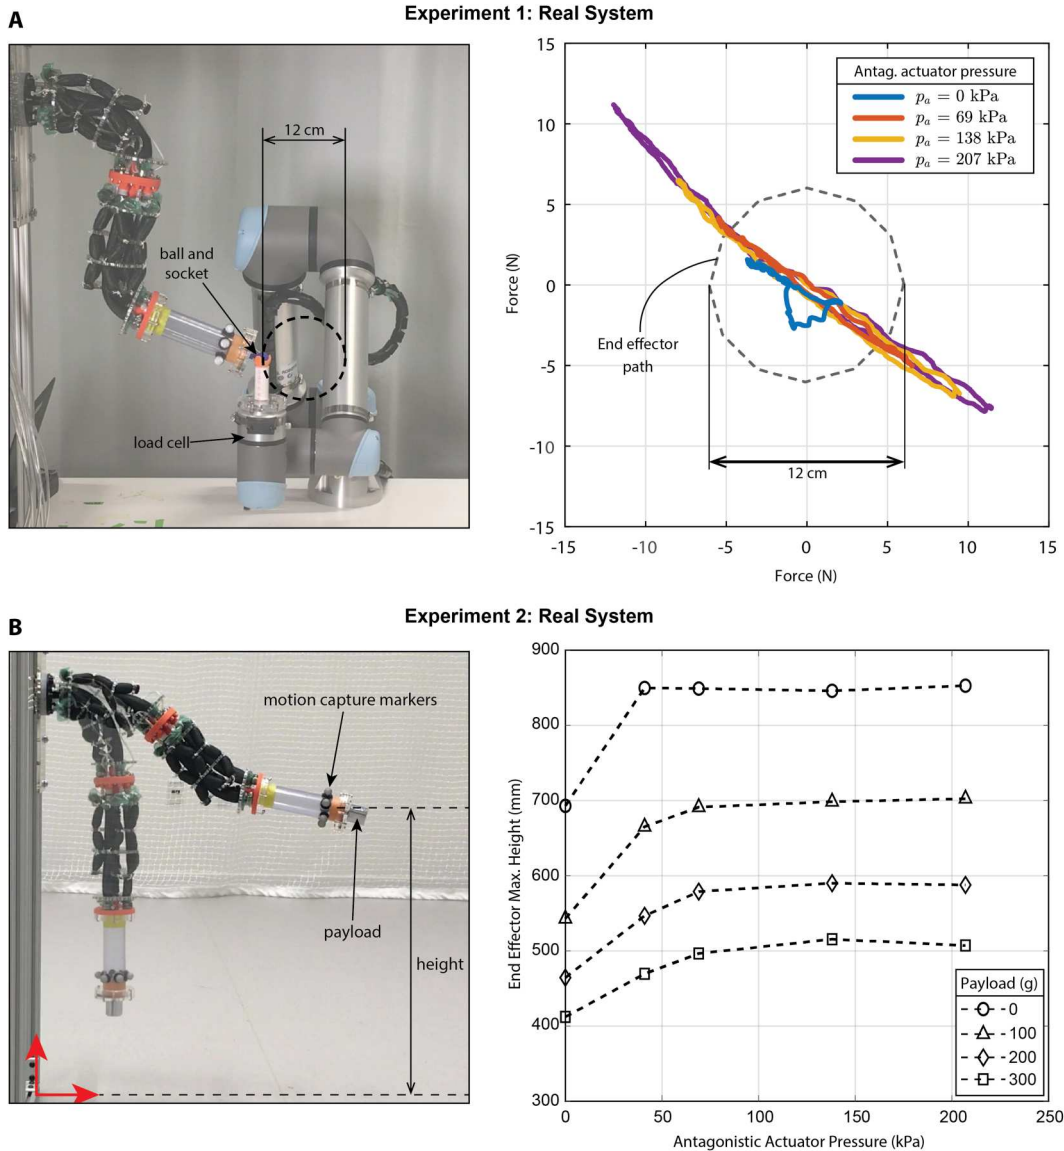 Experiment 1: Real System
A
12 cm
ball and
socket
load cell
15
10
5
0
-5
-10
-15
-15
-10
-5
0
5
10
15
Force (N)
Force (N)
Antag. actuator pressure
pₐ = 0 kPa
pₐ = 69 kPa
pₐ = 138 kPa
pₐ = 207 kPa
End effector
path
12 cm
Experiment 2: Real System
B
motion capture markers
payload
height
900
800
700
600
500
400
300
0
50
100
150
200
250
End Effector Max. Height (mm)
Antagonistic Actuator Pressure (kPa)
Payload (g)
0
100
200
300